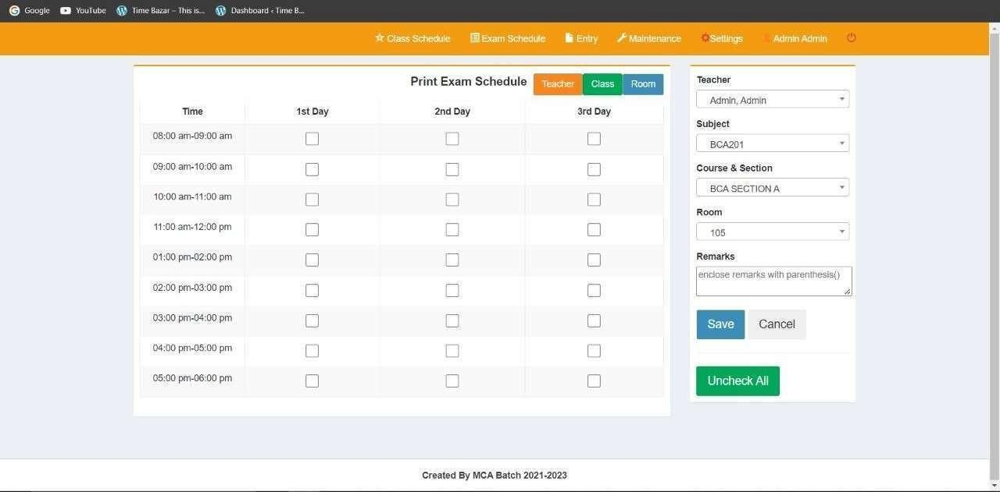 Google YouTube Time Bazar – This is... Dashboard ‹ Time B...
Class Schedule Exam Schedule Entry Maintenance Settings Admin Admin
Print Exam Schedule Teacher Class Room
Time 1st Day 2nd Day 3rd Day
08:00 am-09:00 am
09:00 am-10:00 am
10:00 am-11:00 am
11:00 am-12:00 pm
01:00 pm-02:00 pm
02:00 pm-03:00 pm
03:00 pm-04:00 pm
04:00 pm-05:00 pm
05:00 pm-06:00 pm
Teacher
Admin, Admin
Subject
BCA201
Course & Section
BCA SECTION A
Room
105
Remarks
enclose remarks with parenthesis()
Save Cancel
Uncheck All
Created By MCA Batch 2021-2023